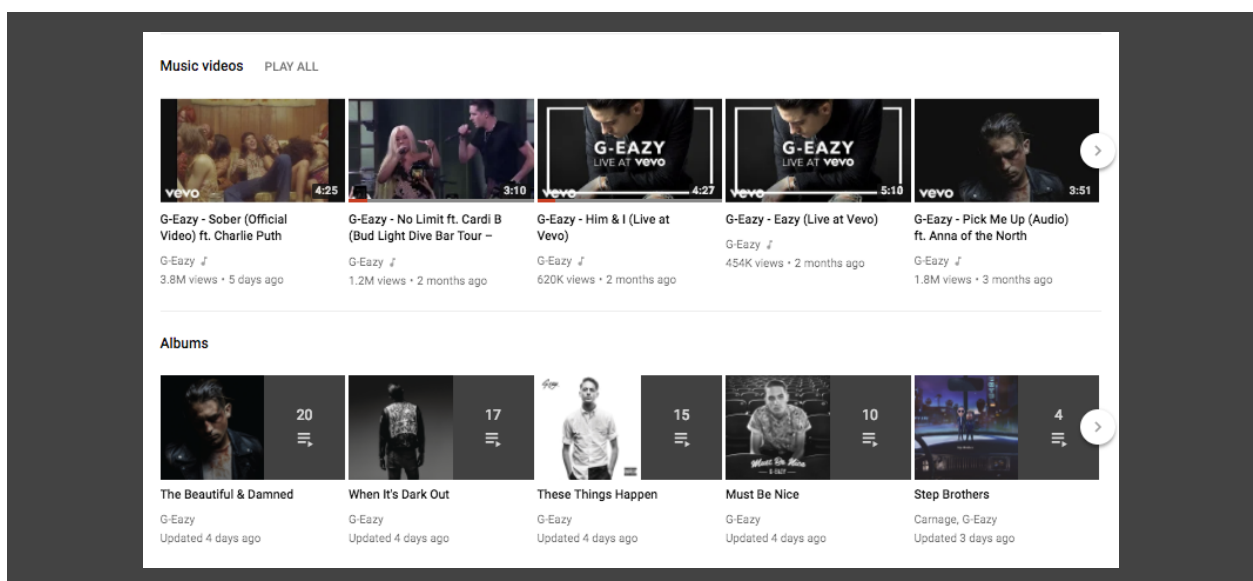 Music videos PLAY ALL
vevo 4:25
3:10
G-EAZY
LIVE AT vevo
vevo 4:27
G-EAZY
LIVE AT vevo
vevo 5:10
vevo 3:51
G-Eazy - Sober (Official
Video) ft. Charlie Puth
G-Eazy
3.8M views • 5 days ago
G-Eazy - No Limit ft. Cardi B
(Bud Light Dive Bar Tour –
G-Eazy
1.2M views • 2 months ago
G-Eazy - Him & I (Live at
Vevo)
G-Eazy
620K views • 2 months ago
G-Eazy - Eazy (Live at Vevo)
G-Eazy
454K views • 2 months ago
G-Eazy - Pick Me Up (Audio)
ft. Anna of the North
G-Eazy
1.8M views • 3 months ago
Albums
20
The Beautiful & Damned
G-Eazy
Updated 4 days ago
17
When It's Dark Out
G-Eazy
Updated 4 days ago
15
These Things Happen
G-Eazy
Updated 4 days ago
Must Be Nice
G-EAZY
10
Must Be Nice
G-Eazy
Updated 4 days ago
4
Step Brothers
Carnage, G-Eazy
Updated 3 days ago